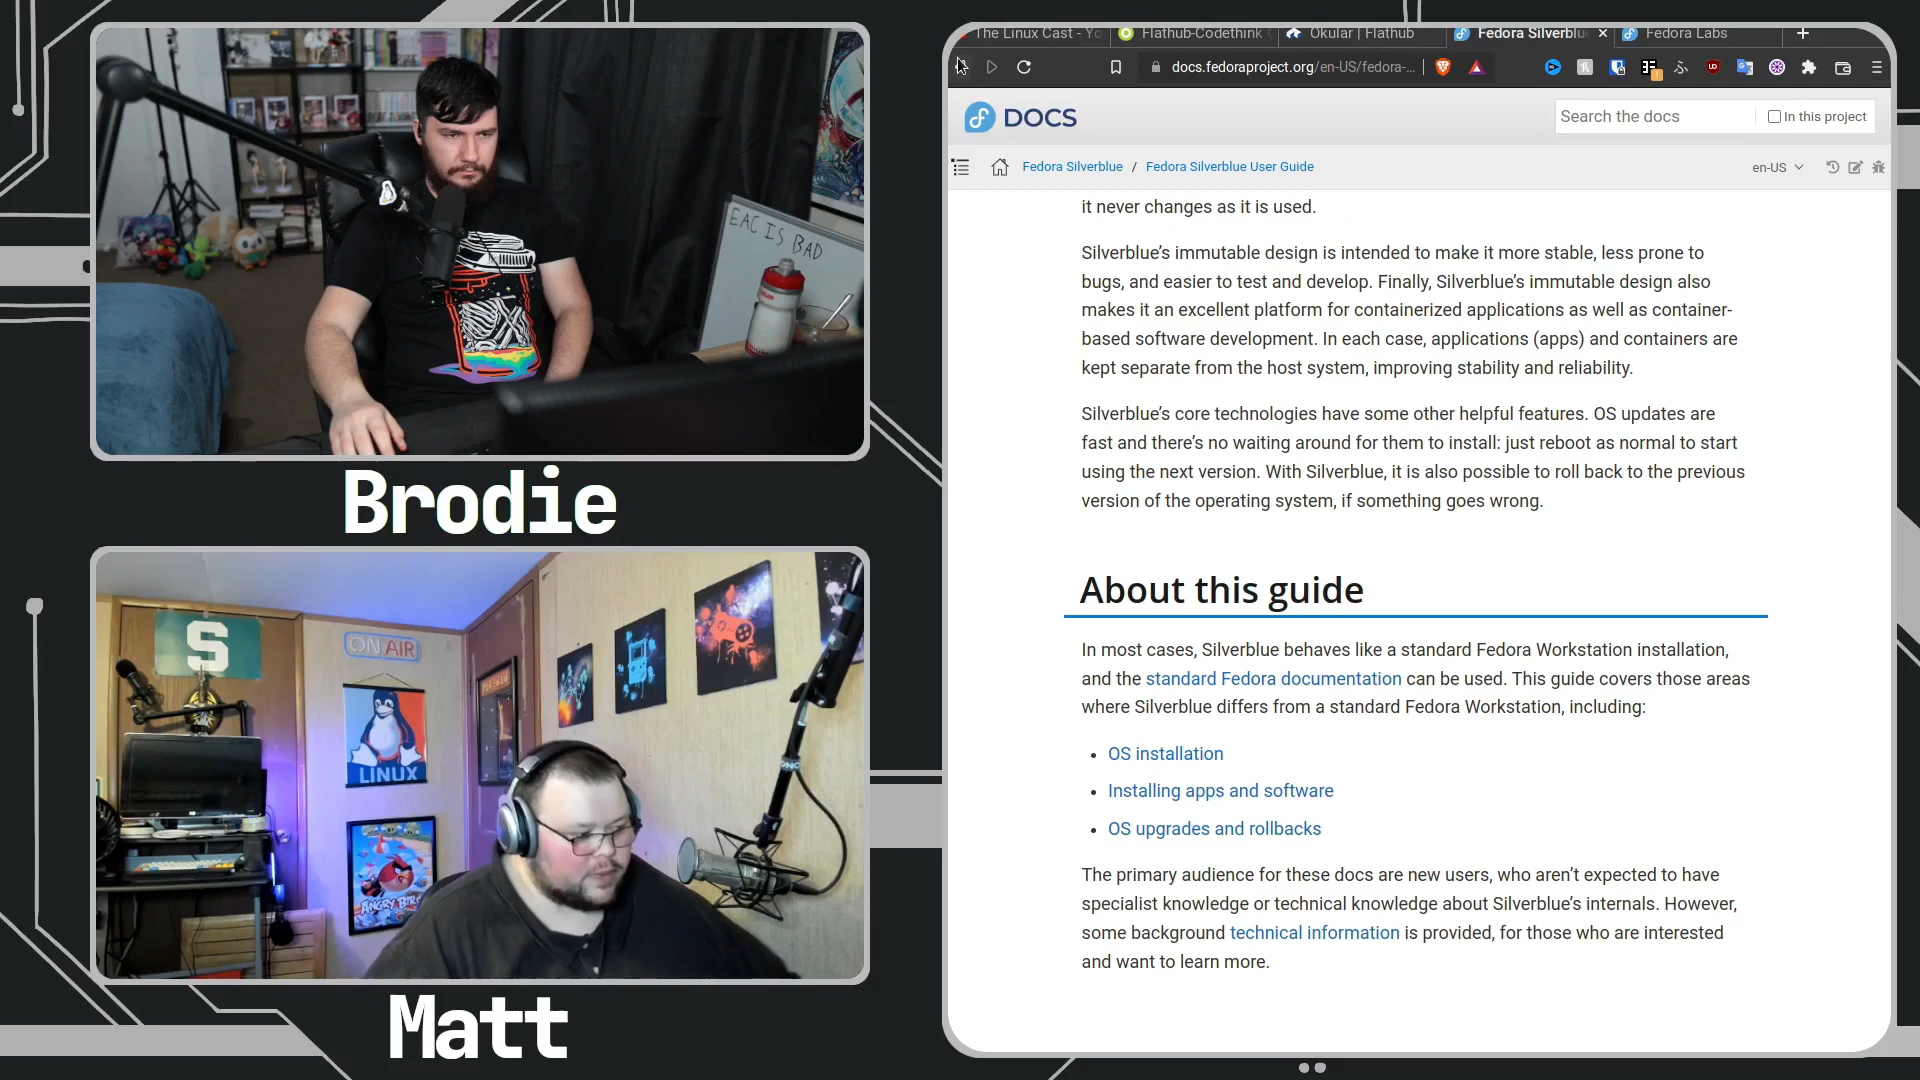 EAC IS BAD
Brodie
S
ON AIR
LINUX
ANGRY BIRDS
Matt
The Linux Cast - Yo
Flathub-Codethink
Okular | Flathub
Fedora Silverblu
Fedora Labs
docs.fedoraproject.org/en-US/fedora-...
DOCS
Search the docs
In this project
Fedora Silverblue / Fedora Silverblue User Guide
en-US
it never changes as it is used.
Silverblue’s immutable design is intended to make it more stable, less prone to
bugs, and easier to test and develop. Finally, Silverblue’s immutable design also
makes it an excellent platform for containerized applications as well as container-
based software development. In each case, applications (apps) and containers are
kept separate from the host system, improving stability and reliability.
Silverblue’s core technologies have some other helpful features. OS updates are
fast and there’s no waiting around for them to install: just reboot as normal to start
using the next version. With Silverblue, it is also possible to roll back to the previous
version of the operating system, if something goes wrong.
About this guide
In most cases, Silverblue behaves like a standard Fedora Workstation installation,
and the standard Fedora documentation can be used. This guide covers those areas
where Silverblue differs from a standard Fedora Workstation, including:
• OS installation
• Installing apps and software
• OS upgrades and rollbacks
The primary audience for these docs are new users, who aren’t expected to have
specialist knowledge or technical knowledge about Silverblue’s internals. However,
some background technical information is provided, for those who are interested
and want to learn more.